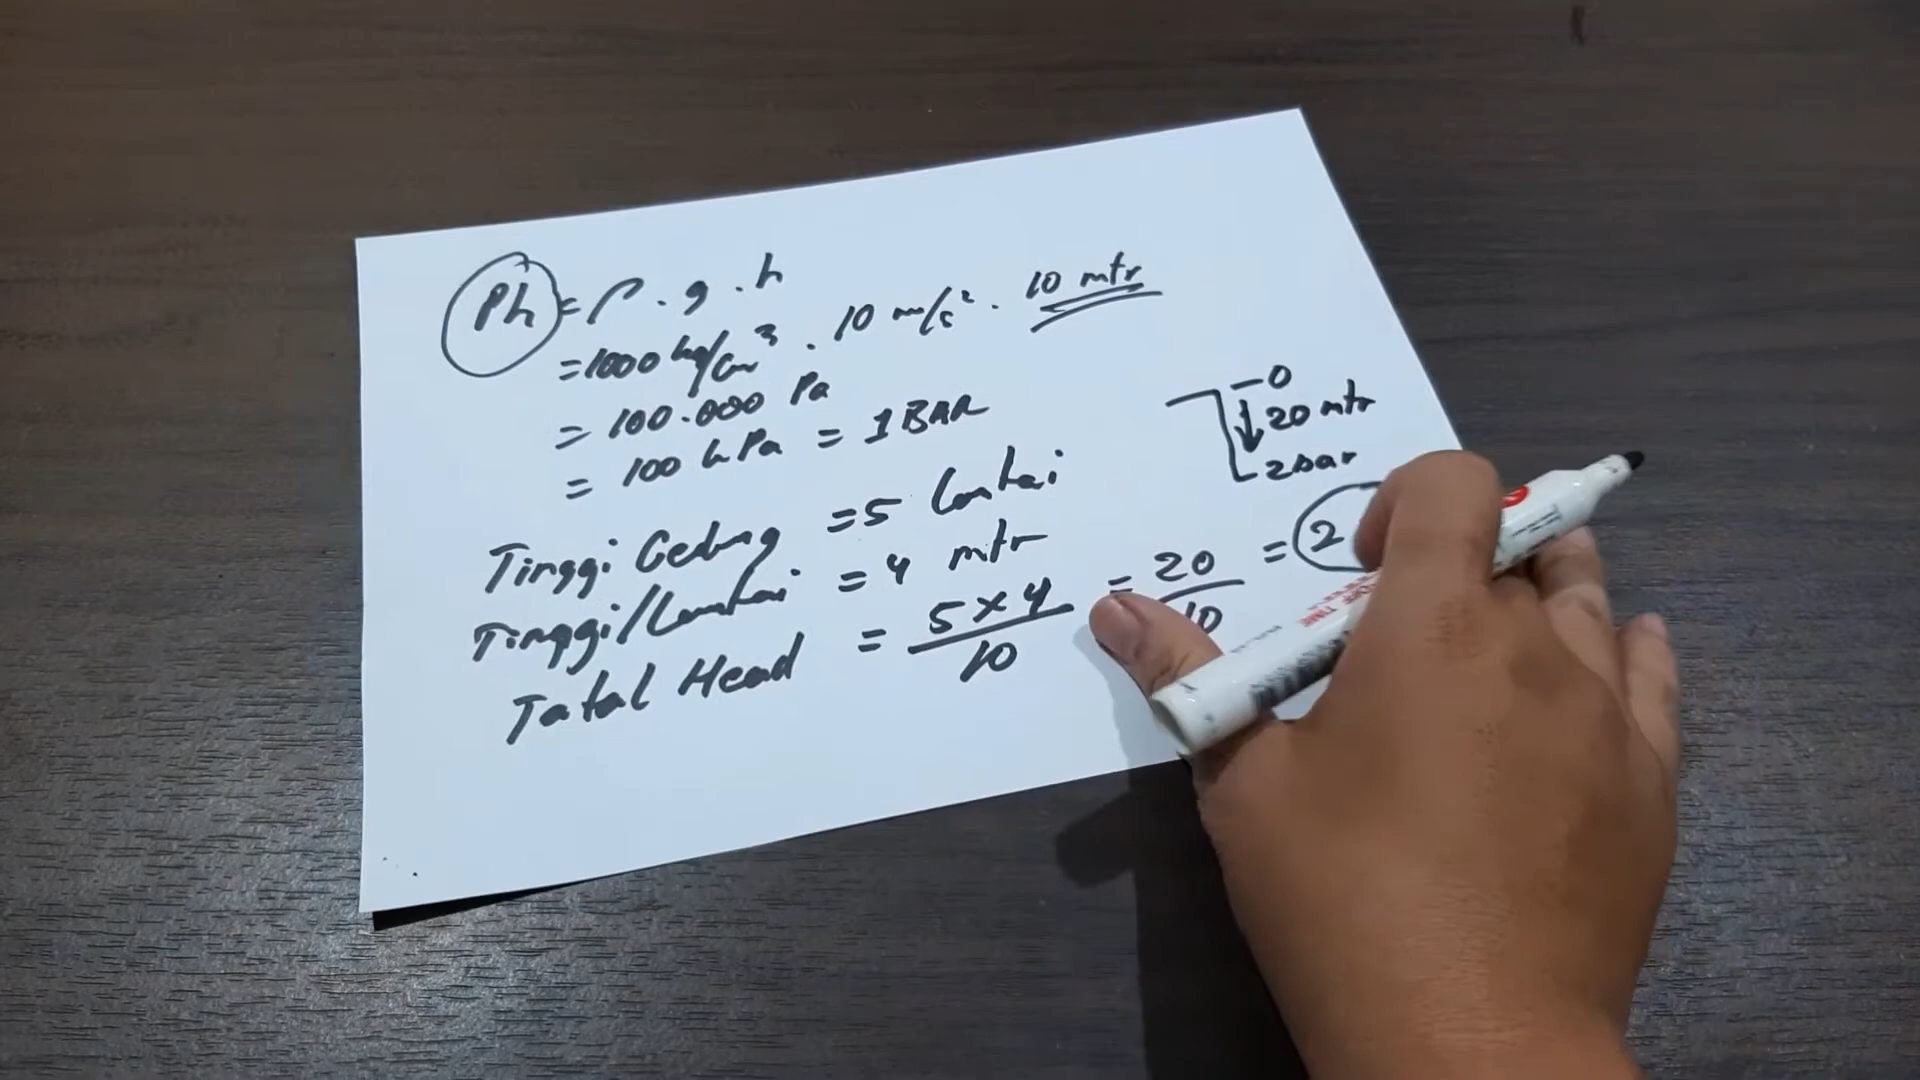 Ph = ρ . g . h
= 1000 kg/cm³ . 10 m/s² . 10 mtr
= 100.000 Pa
= 100 kPa = 1 BAR
Tinggi Gedung = 5 Lantai
Tinggi/Lantai = 4 mtr
Total Head = 5 x 4 / 10 = 20 / 10 = 2
0
20 mtr
2 bar